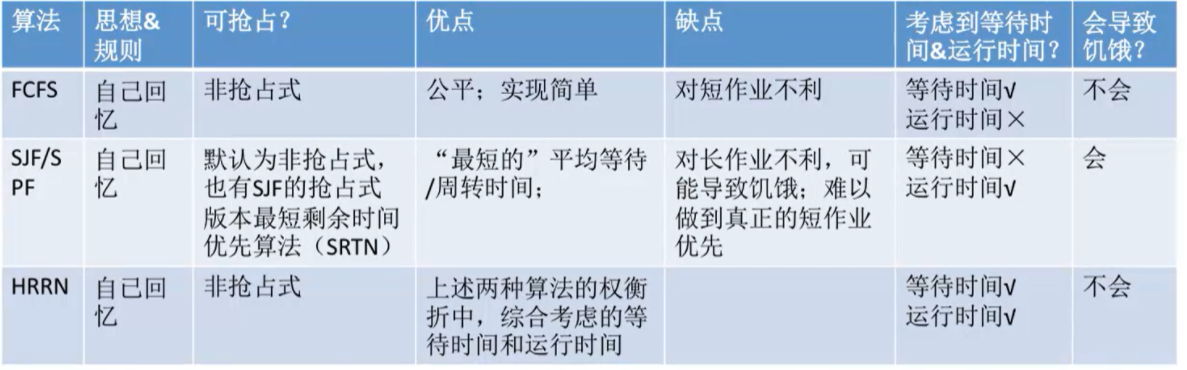 算法
思想&
规则
可抢占?
优点
缺点
考虑到等待时
间&运行时间?
会导致
饥饿?
FCFS
自己回
忆
非抢占式
公平；实现简单
对短作业不利
等待时间√
运行时间×
不会
SJF/S
PF
自己回
忆
默认为非抢占式，
也有SJF的抢占式
版本最短剩余时间
优先算法（SRTN）
“最短的”平均等待
/周转时间；
对长作业不利，可
能导致饥饿；难以
做到真正的短作业
优先
等待时间×
运行时间√
会
HRRN
自己回
忆
非抢占式
上述两种算法的权衡
折中，综合考虑的等
待时间和运行时间
等待时间√
运行时间√
不会